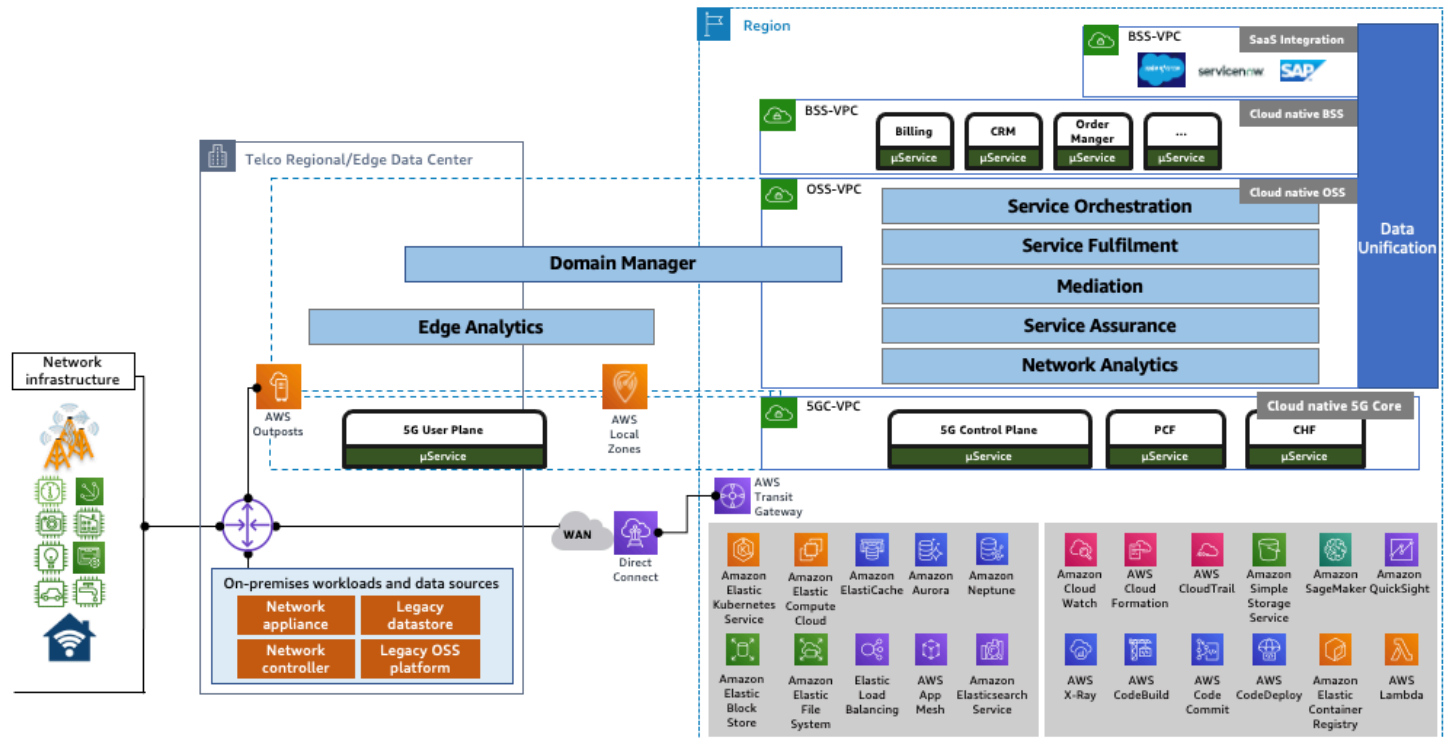 Region
BSS-VPC
SaaS Integration
salesforce
servicenow
SAP
BSS-VPC
Cloud native BSS
Billing
µService
CRM
µService
Order
Manger
µService
...
µService
Telco Regional/Edge Data Center
OSS-VPC
Cloud native OSS
Service Orchestration
Service Fulfilment
Mediation
Service Assurance
Network Analytics
Data
Unification
Domain Manager
Edge Analytics
Network
infrastructure
AWS
Outposts
5G User Plane
µService
AWS
Local
Zones
5GC-VPC
Cloud native 5G Core
5G Control Plane
µService
PCF
µService
CHF
µService
AWS
Transit
Gateway
WAN
Direct
Connect
On-premises workloads and data sources
Network
appliance
Legacy
datastore
Network
controller
Legacy OSS
platform
Amazon
Elastic
Kubernetes
Service
Amazon
Elastic
Compute
Cloud
Amazon
ElastiCache
Amazon
Aurora
Amazon
Neptune
Amazon
Elastic
Block
Store
Amazon
Elastic
File
System
Elastic
Load
Balancing
AWS
App
Mesh
Amazon
Elasticsearch
Service
Amazon
Cloud
Watch
AWS
Cloud
Formation
AWS
CloudTrail
Amazon
Simple
Storage
Service
Amazon
SageMaker
Amazon
QuickSight
AWS
X-Ray
AWS
CodeBuild
AWS
Code
Commit
AWS
CodeDeploy
Amazon
Elastic
Container
Registry
AWS
Lambda